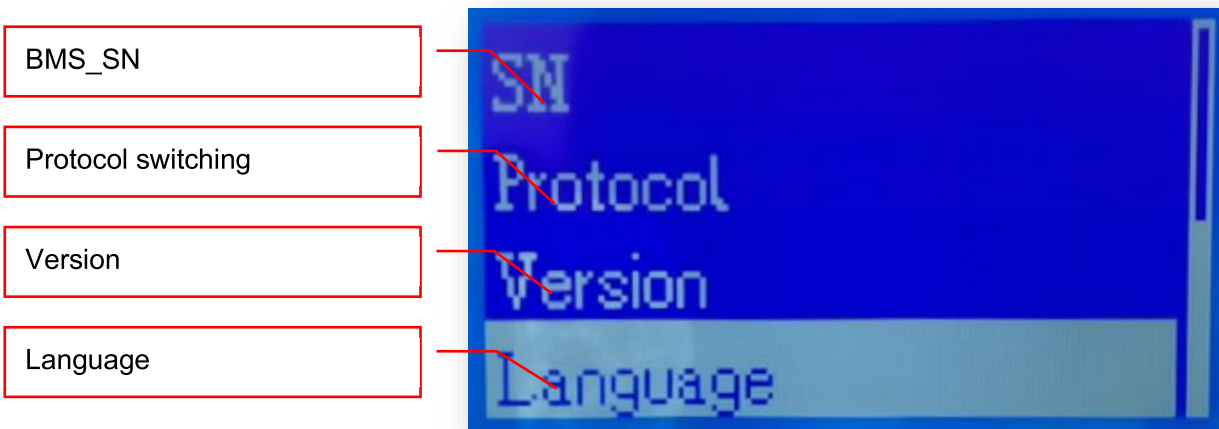 BMS_SN
SN
Protocol switching
Protocol
Version
Version
Language
Language